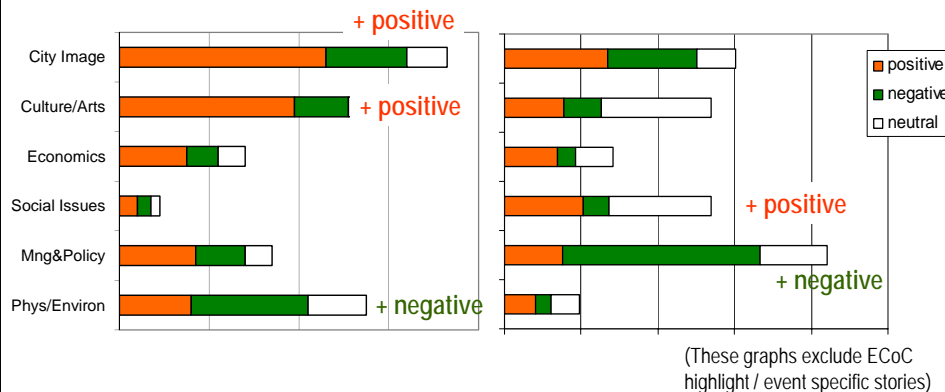 + positive
City Image
Culture/Arts
+ positive
Economics
Social Issues
Mng&Policy
Phys/Environ
+ negative
positive
negative
neutral
+ positive
+ negative
(These graphs exclude ECoC
highlight / event specific stories)